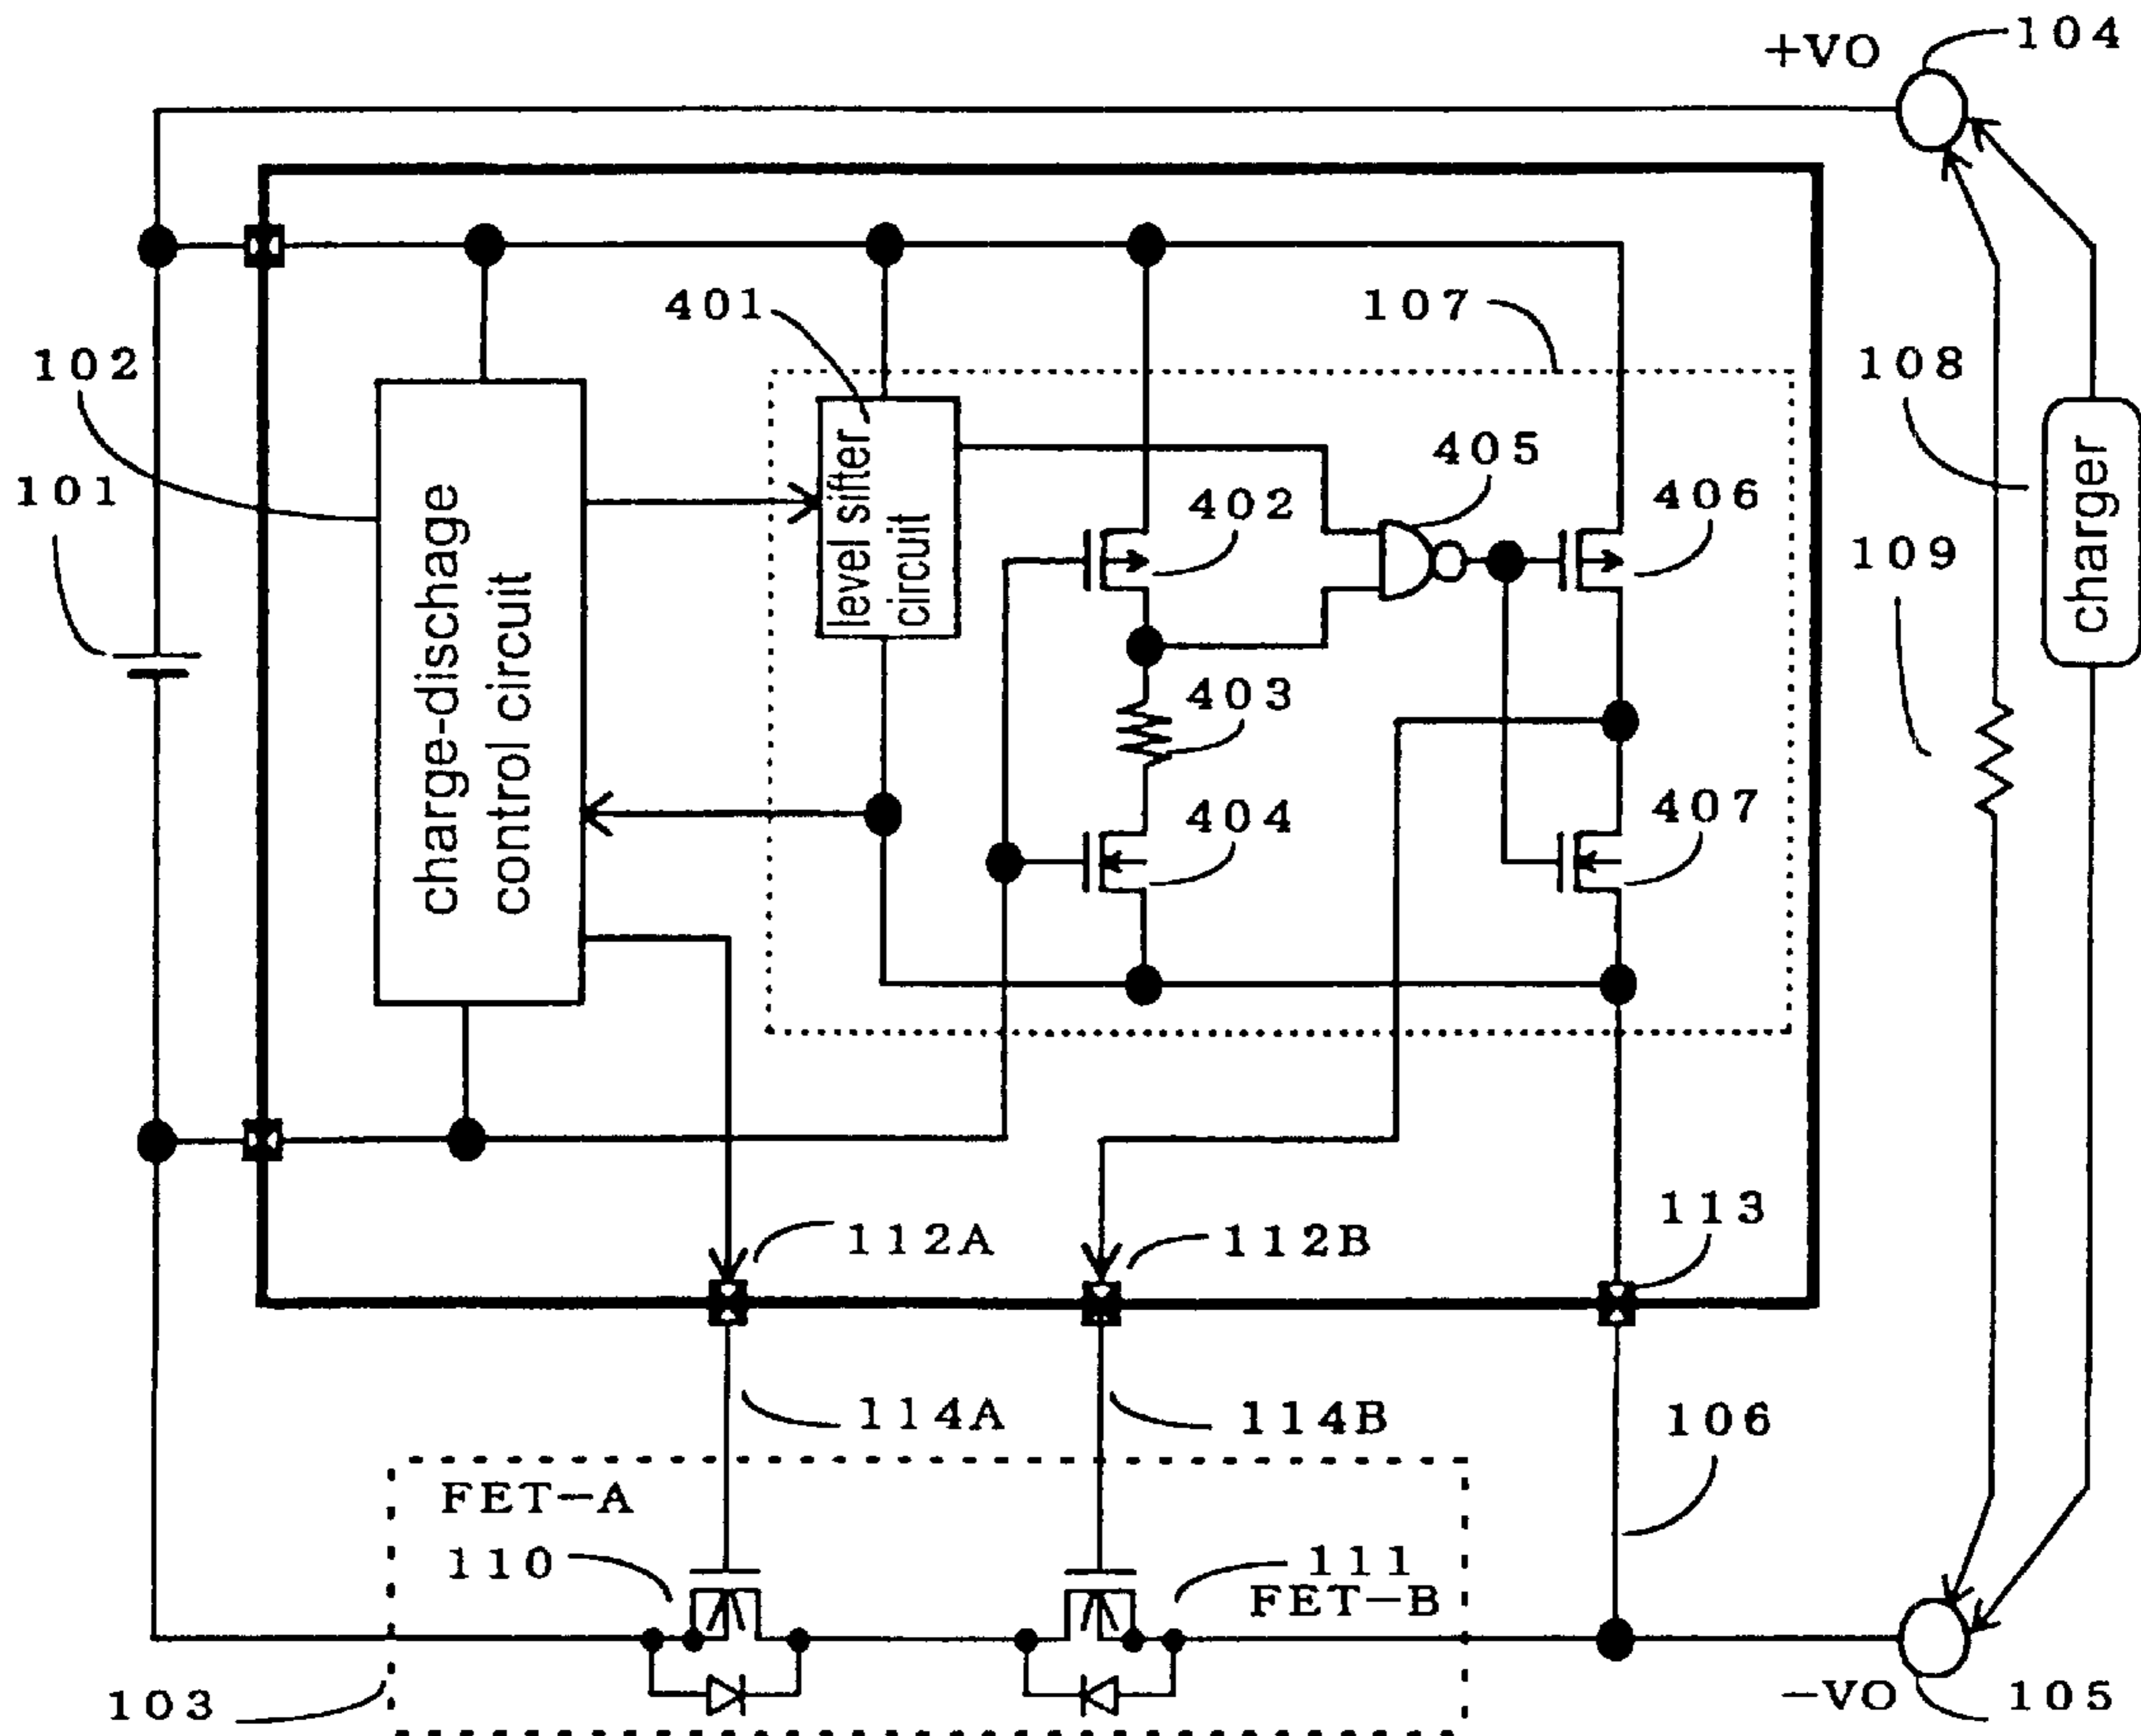 104
+VO
401
107
102
108
405
101
402
406
level sifter
circuit
109
charger
charge-dischage
control circuit
403
404
407
113
112A
112B
114A
114B
106
FET-A
110
111
FET-B
103
-VO
105